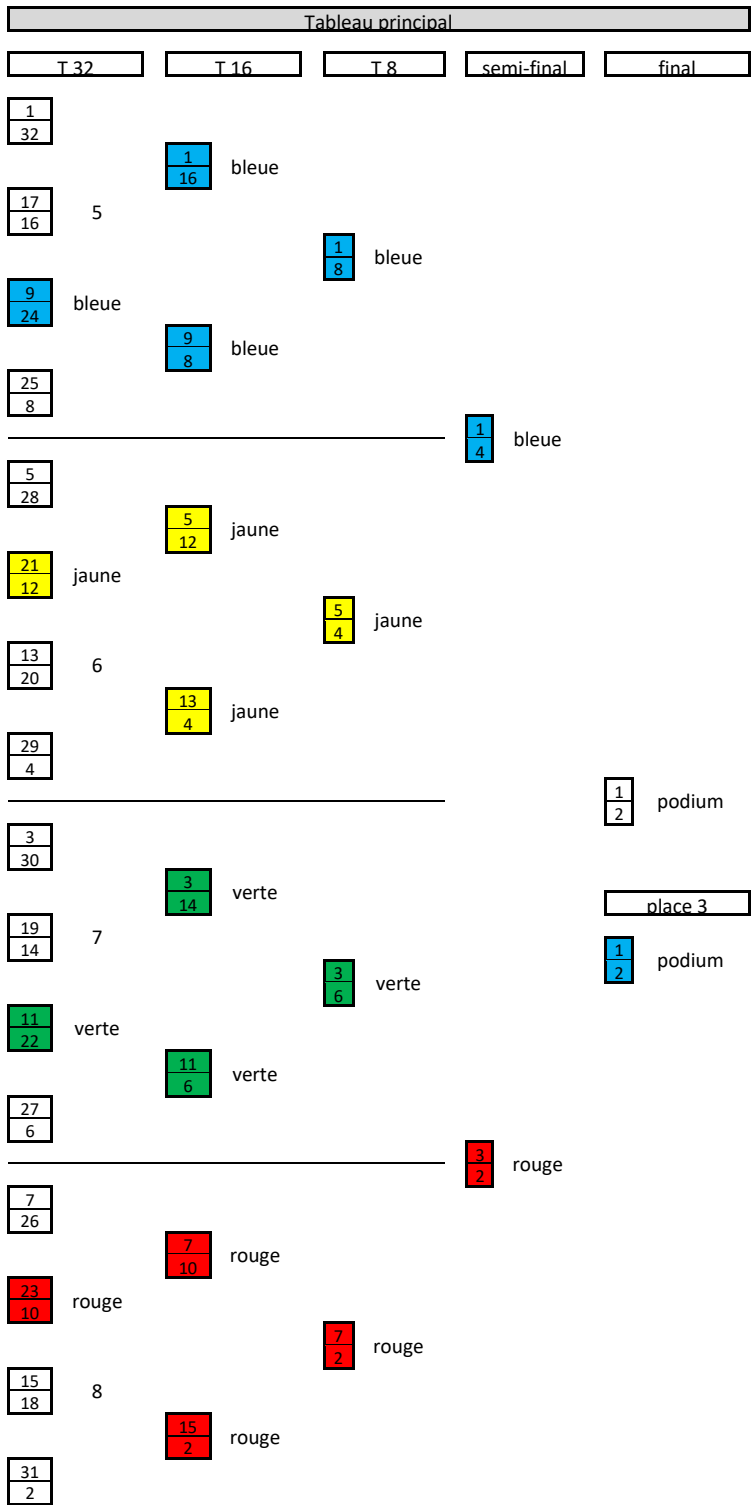 Tableau principal
T 32 T 16 T 8 semi-final final
1
32
1
16 bleue
17
16 5
1
8 bleue
9
24 bleue
9
8 bleue
25
8
1
4 bleue
5
28
5
12 jaune
21
12 jaune
5
4 jaune
13
20 6
13
4 jaune
29
4
1
2 podium
3
30
3
14 verte
place 3
19
14 7
1
2 podium
3
6 verte
11
22 verte
11
6 verte
27
6
3
2 rouge
7
26
7
10 rouge
23
10 rouge
7
2 rouge
15
18 8
15
2 rouge
31
2